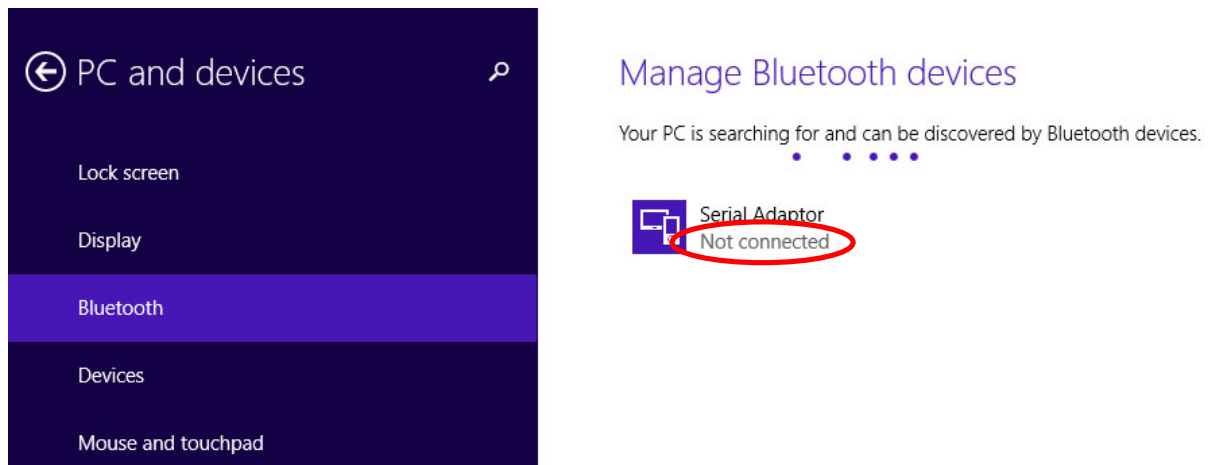 PC and devices
Lock screen
Display
Bluetooth
Devices
Mouse and touchpad
Manage Bluetooth devices
Your PC is searching for and can be discovered by Bluetooth devices.
Serial Adaptor
Not connected